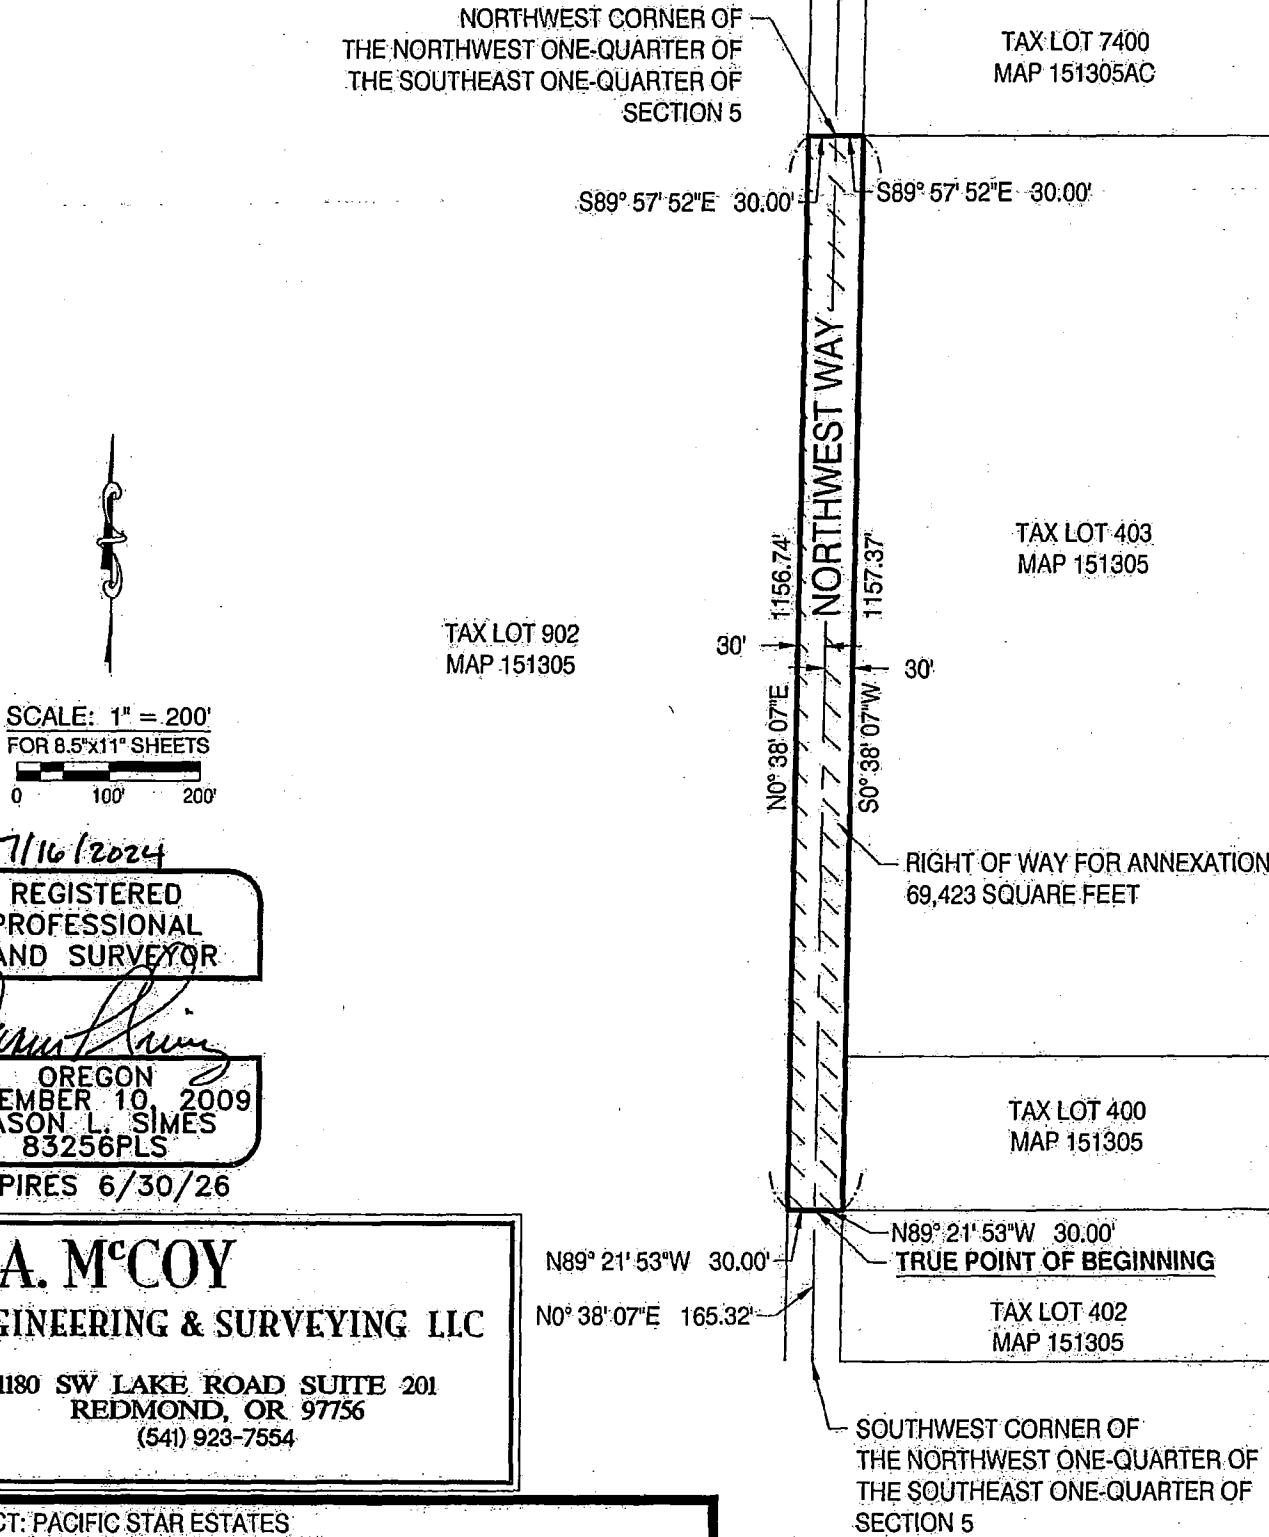 NORTHWEST CORNER OF
THE NORTHWEST ONE-QUARTER OF
THE SOUTHEAST ONE-QUARTER OF
SECTION 5
TAX LOT 7400
MAP 151305AC
S89° 57' 52"E 30.00'
S89° 57' 52"E 30.00'
NORTHWEST WAY
1156.74'
1157.37'
TAX LOT 403
MAP 151305
TAX LOT 902
MAP 151305
30'
30'
N0° 38' 07"E
S0° 38' 07"W
SCALE: 1" = 200'
FOR 8.5"x11" SHEETS
0 100' 200'
7/16/2024
REGISTERED
PROFESSIONAL
AND SURVEYOR
RIGHT OF WAY FOR ANNEXATION
69,423 SQUARE FEET
OREGON
EMBER 10, 2009
ASON L. SIMES
83256PLS
PIRES 6/30/26
TAX LOT 400
MAP 151305
N89° 21' 53"W 30.00'
N89° 21' 53"W 30.00'
TRUE POINT OF BEGINNING
N0° 38' 07"E 165.32'
TAX LOT 402
MAP 151305
A. McCOY
GINEERING & SURVEYING LLC
1180 SW LAKE ROAD SUITE 201
REDMOND, OR 97756
(541) 923-7554
SOUTHWEST CORNER OF
THE NORTHWEST ONE-QUARTER OF
THE SOUTHEAST ONE-QUARTER OF
SECTION 5
CT: PACIFIC STAR ESTATES